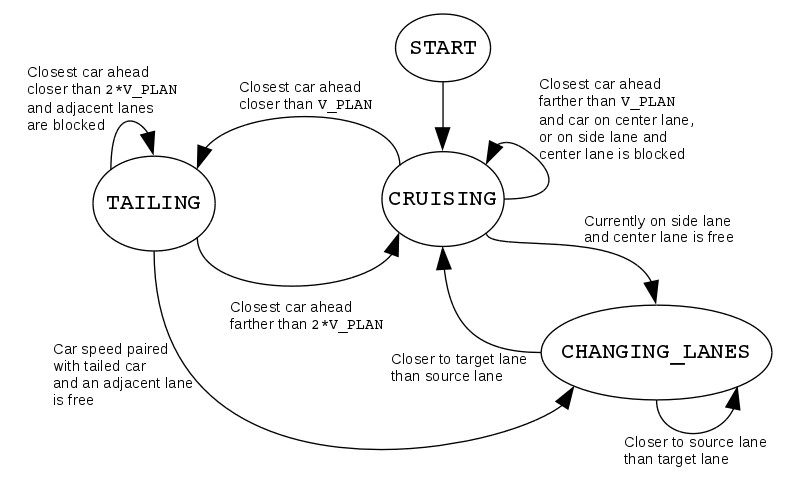 START
Closest car ahead
closer than 2*V_PLAN
and adjacent lanes
are blocked
Closest car ahead
closer than V_PLAN
Closest car ahead
farther than V_PLAN
and car on center lane,
or on side lane and
center lane is blocked
TAILING
CRUISING
Currently on side lane
and center lane is free
Closest car ahead
farther than 2*V_PLAN
Car speed paired
with tailed car
and an adjacent lane
is free
Closer to target lane
than source lane
CHANGING_LANES
Closer to source lane
than target lane